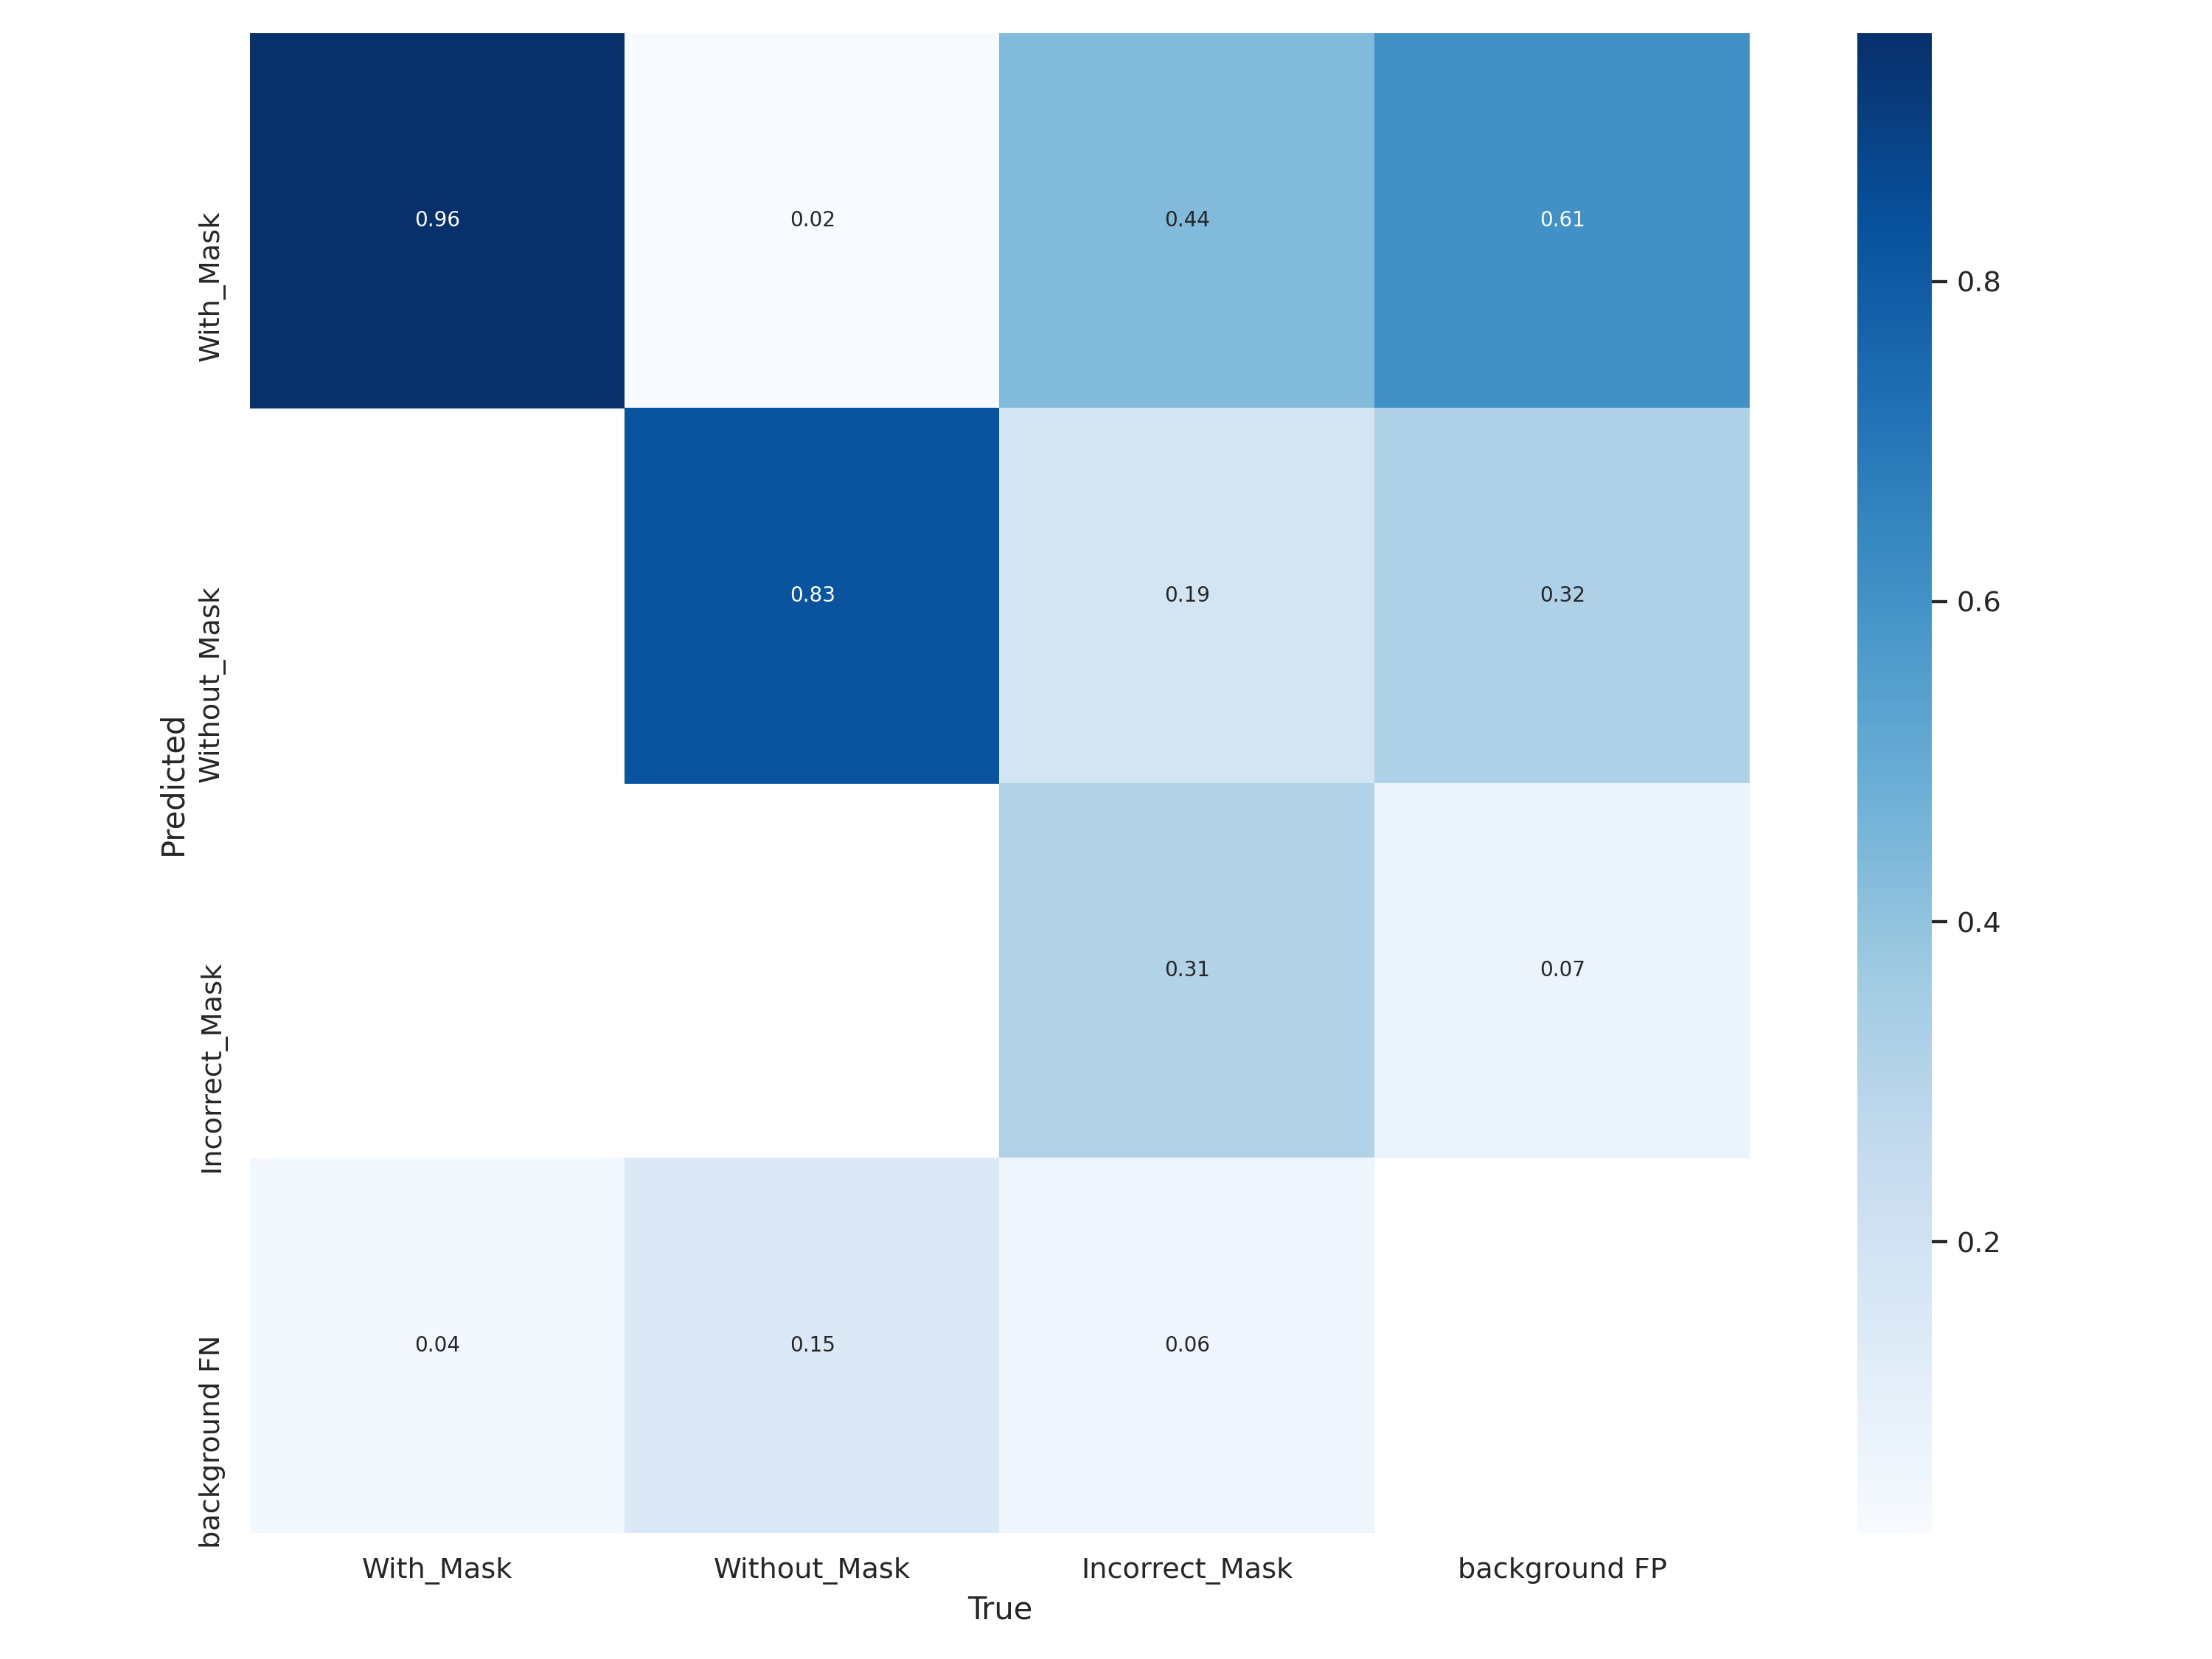 0.96 0.02 0.44 0.61
With_Mask
0.83 0.19 0.32
Without_Mask
0.31 0.07
Incorrect_Mask
0.04 0.15 0.06
background FN
Predicted
With_Mask Without_Mask Incorrect_Mask background FP
True
0.8
0.6
0.4
0.2